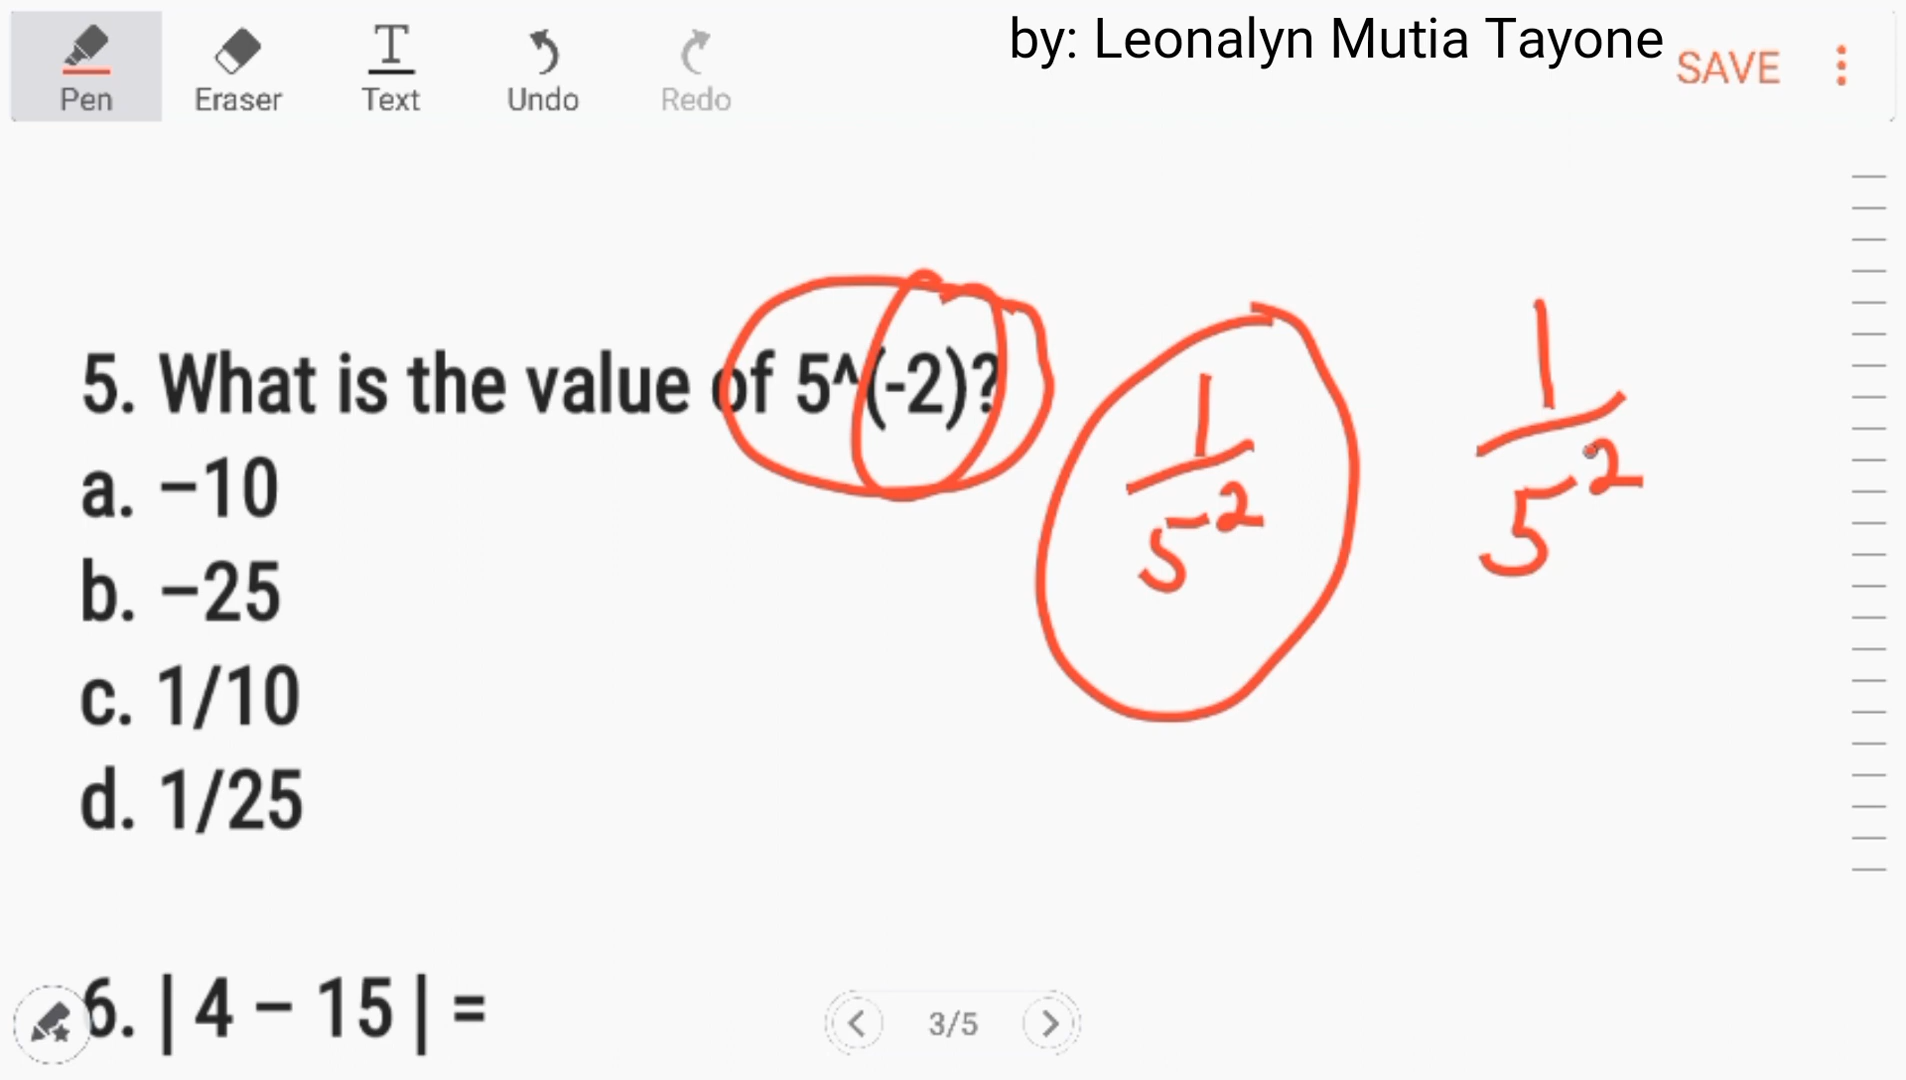 by: Leonalyn Mutia Tayone
Pen Eraser Text Undo Redo SAVE
5. What is the value of 5^(-2)?
a. –10
b. –25
c. 1/10
d. 1/25
1
5-2
1
5-2
6. | 4 – 15 | =
3/5